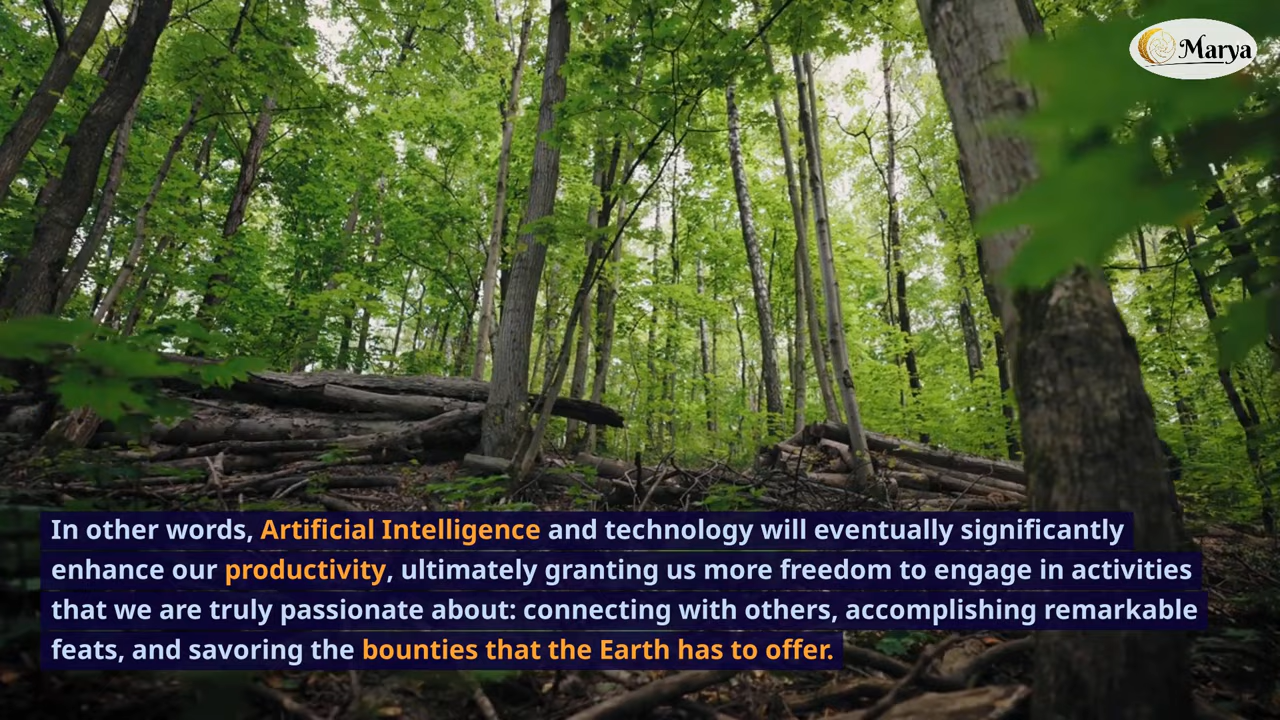 Marya
In other words, Artificial Intelligence and technology will eventually significantly
enhance our productivity, ultimately granting us more freedom to engage in activities
that we are truly passionate about: connecting with others, accomplishing remarkable
feats, and savoring the bounties that the Earth has to offer.